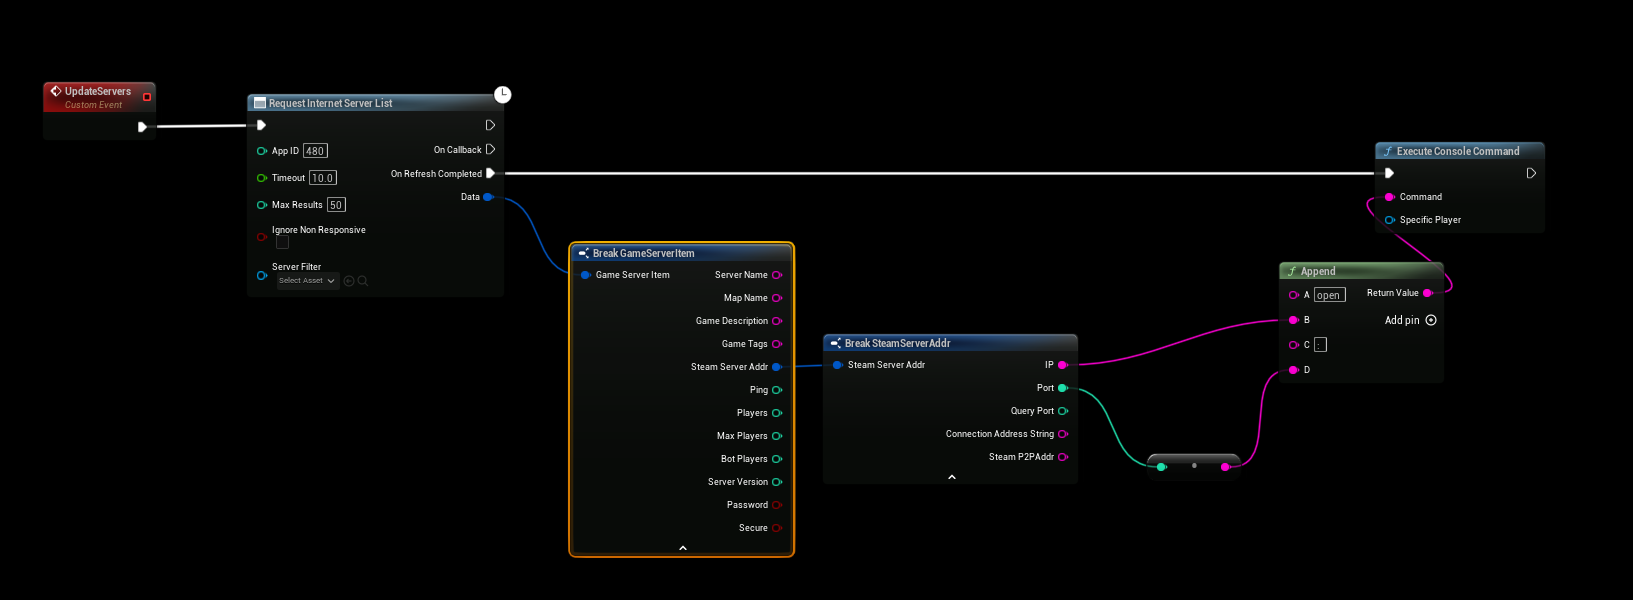 UpdateServers
Custom Event
Request Internet Server List
App ID 480
On Callback
Timeout 10.0
On Refresh Completed
Max Results 50
Data
Ignore Non Responsive
Server Filter
Select Asset
Break GameServerItem
Game Server Item
Server Name
Map Name
Game Description
Game Tags
Steam Server Addr
Ping
Players
Max Players
Bot Players
Server Version
Password
Secure
Break SteamServerAddr
Steam Server Addr
IP
Port
Query Port
Connection Address String
Steam P2PAddr
Append
A open
Return Value
B
Add pin
C :
D
Execute Console Command
Command
Specific Player